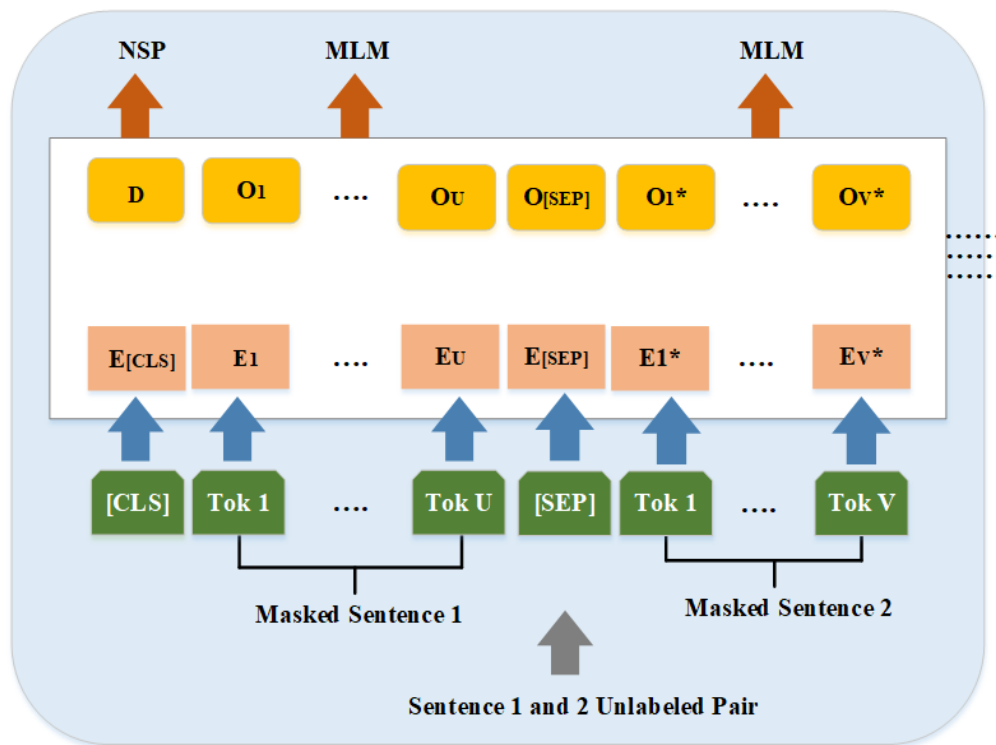 NSP MLM MLM
D O1 .... OU O[SEP] O1* .... OV*
E[CLS] E1 .... EU E[SEP] E1* .... EV*
[CLS] Tok 1 .... Tok U [SEP] Tok 1 .... Tok V
Masked Sentence 1 Masked Sentence 2
Sentence 1 and 2 Unlabeled Pair